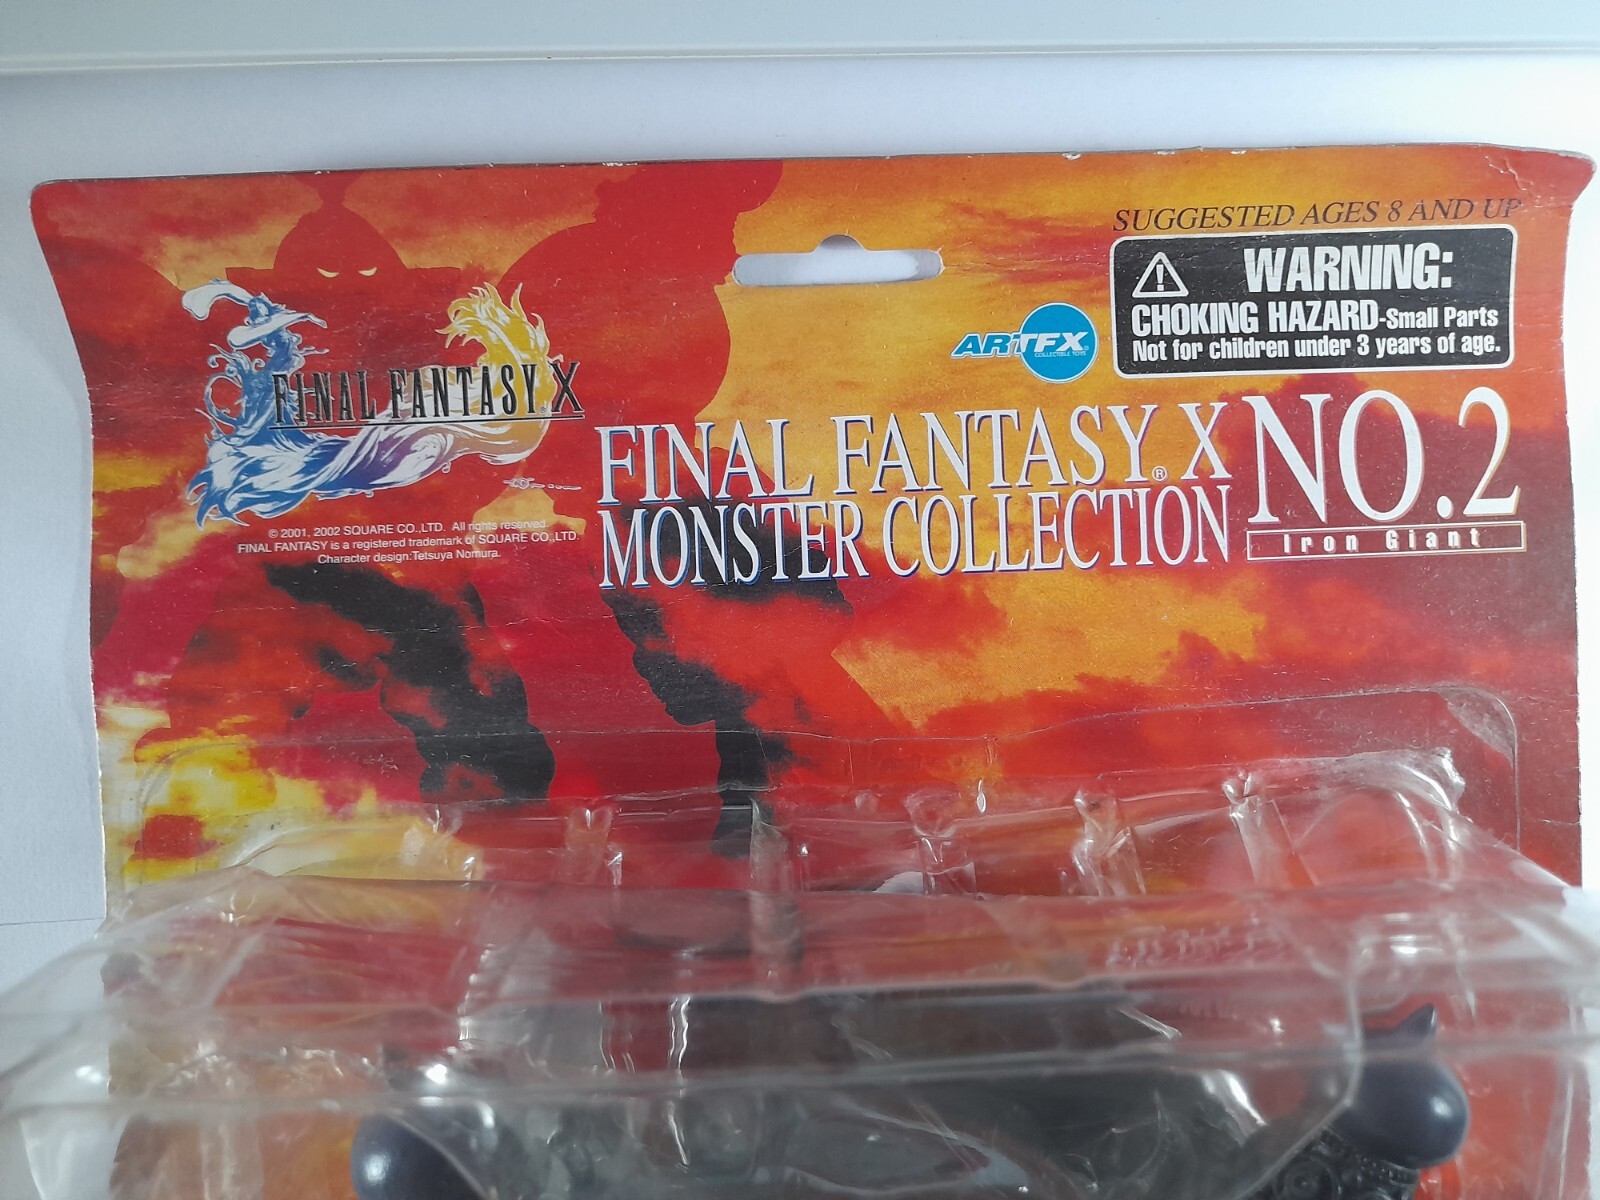 SUGGESTED AGES 8 AND UP
WARNING:
CHOKING HAZARD-Small Parts
Not for children under 3 years of age.
ARTFX
COLLECTIBLE TOYS
FINAL FANTASY® X
© 2001, 2002 SQUARE CO.,LTD. All rights reserved.
FINAL FANTASY is a registered trademark of SQUARE CO.,LTD.
Character design:Tetsuya Nomura.
FINAL FANTASY® X
MONSTER COLLECTION
NO.2
Iron Giant